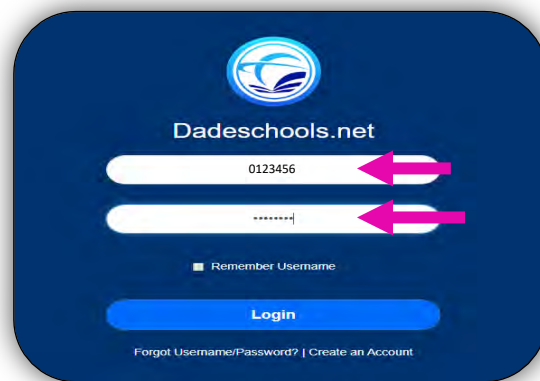 Dadeschools.net
0123456
********
Remember Username
Login
Forgot Username/Password? | Create an Account